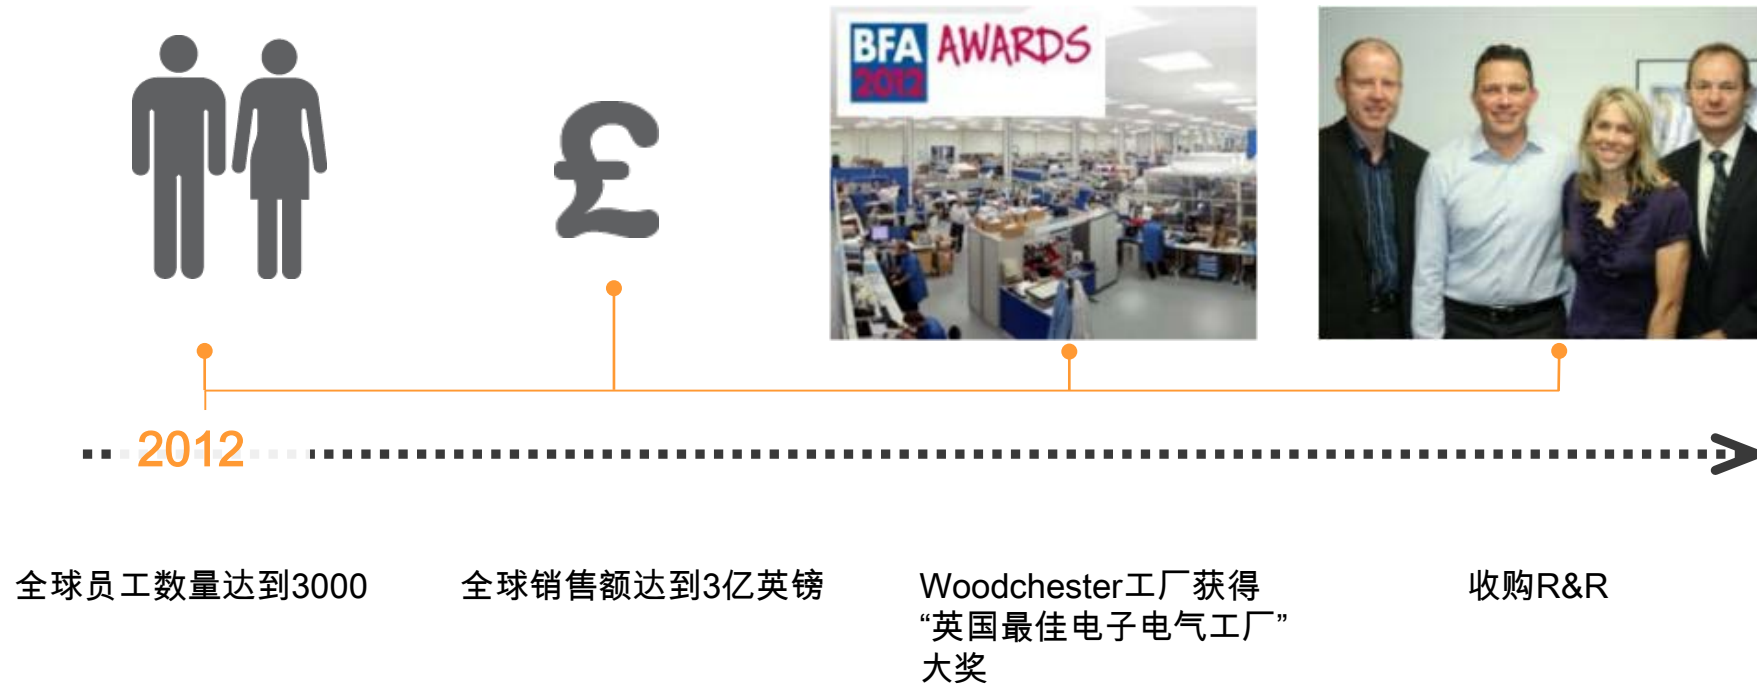 BFA AWARDS
2012
£
2012
全球员工数量达到3000
全球销售额达到3亿英镑
Woodchester工厂获得
“英国最佳电子电气工厂”
大奖
收购R&R